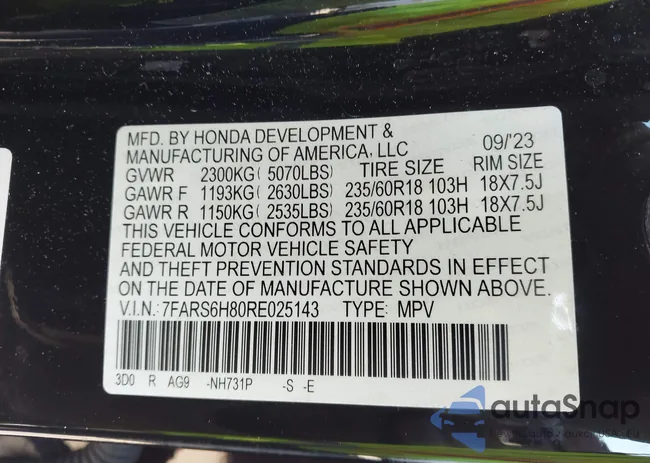 MFD. BY HONDA DEVELOPMENT &
MANUFACTURING OF AMERICA, LLC 09/'23
GVWR 2300KG ( 5070LBS) TIRE SIZE RIM SIZE
GAWR F 1193KG ( 2630LBS) 235/60R18 103H 18X7.5J
GAWR R 1150KG ( 2535LBS) 235/60R18 103H 18X7.5J
THIS VEHICLE CONFORMS TO ALL APPLICABLE
FEDERAL MOTOR VEHICLE SAFETY
AND THEFT PREVENTION STANDARDS IN EFFECT
ON THE DATE OF MANUFACTURE SHOWN ABOVE.
V.I.N.: 7FARS6H80RE025143 TYPE: MPV
3D0 R AG9 -NH731P -S -E
autaSnap